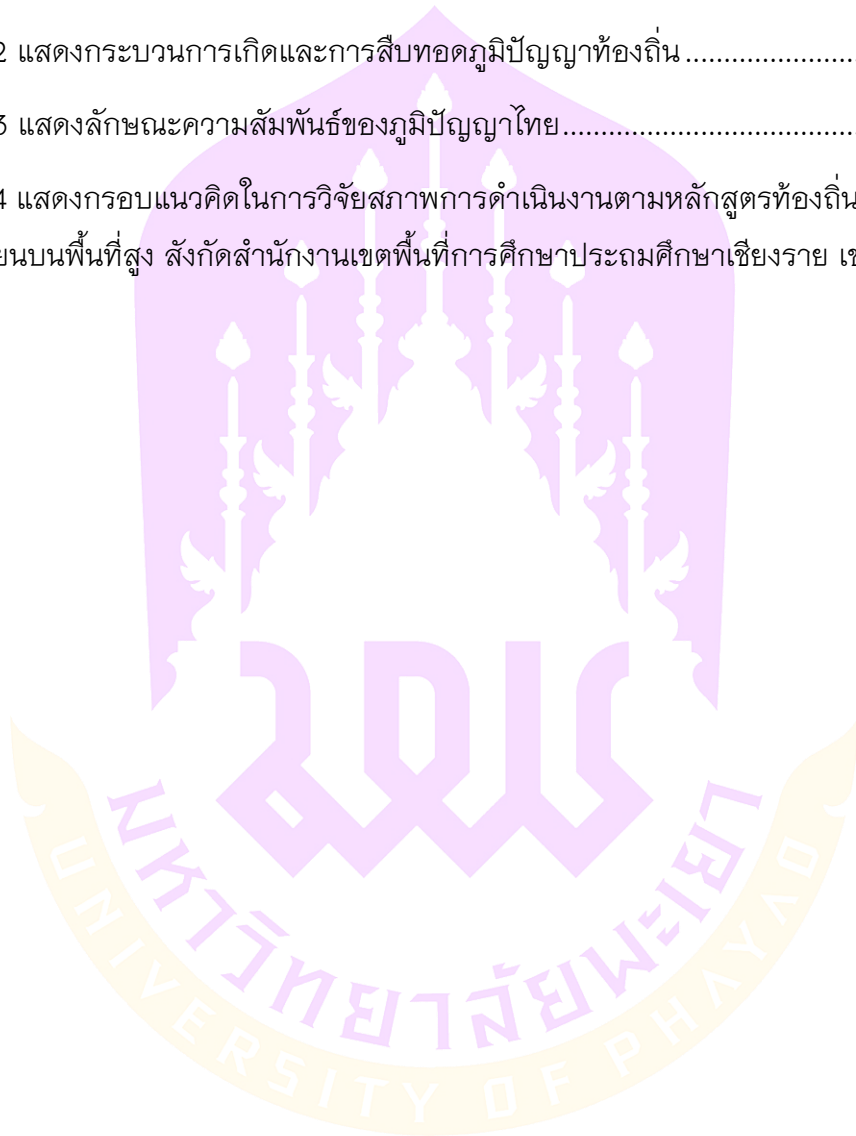 2 แสดงกระบวนการเกิดและการสืบทอดภูมิปัญญาท้องถิ่น........................
3 แสดงลักษณะความสัมพันธ์ของภูมิปัญญาไทย.........................................
4 แสดงกรอบแนวคิดในการวิจัยสภาพการดำเนินงานตามหลักสูตรท้องถิ่น
ยนบนพื้นที่สูง สังกัดสำนักงานเขตพื้นที่การศึกษาประถมศึกษาเชียงราย เข
มหาวิทยาลัยพะเยา
UNIVERSITY OF PHAYAO